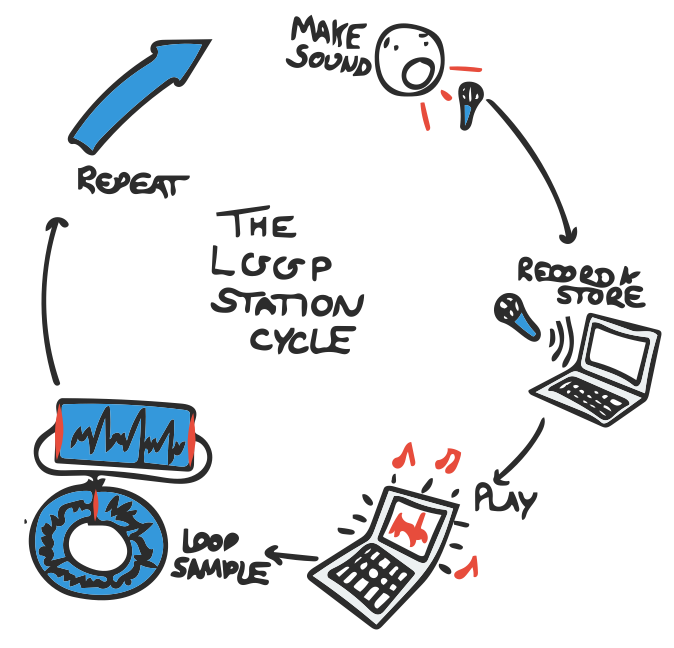 MAKE
SOUND
REPEAT
THE
LOOP
STATION
CYCLE
RECORD &
STORE
PLAY
LOOP
SAMPLE